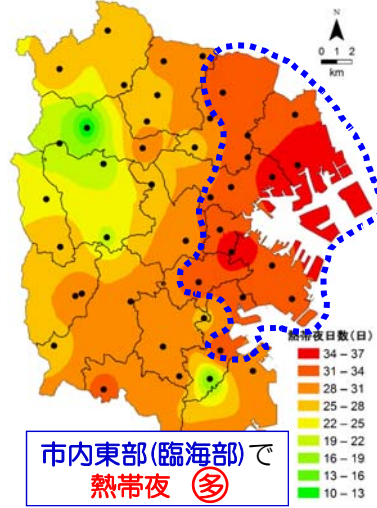 N
0 1 2
km
熱帯夜日数(日)
34 – 37
31 – 34
28 – 31
25 – 28
22 – 25
19 – 22
16 – 19
13 – 16
10 – 13
市内東部(臨海部)で
熱帯夜 多